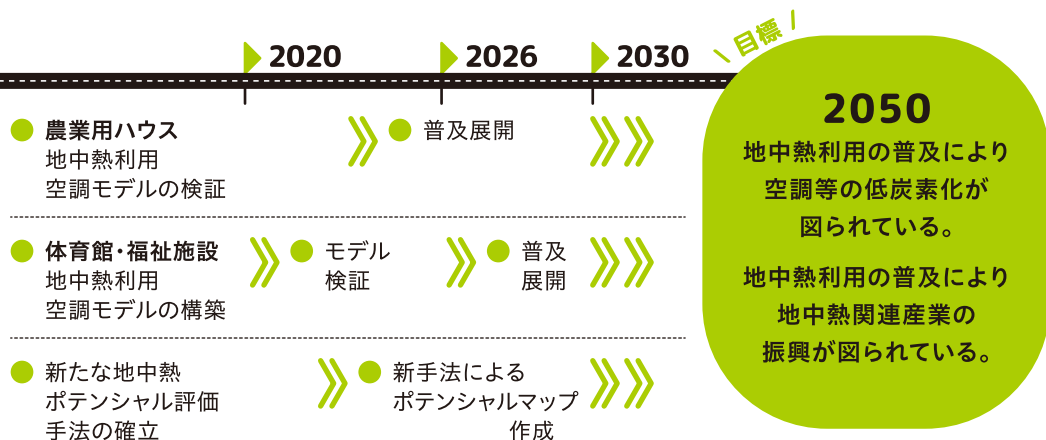 2020
2026
2030
目標
農業用ハウス
地中熱利用
空調モデルの検証
普及展開
体育館・福祉施設
地中熱利用
空調モデルの構築
モデル
検証
普及
展開
新たな地中熱
ポテンシャル評価
手法の確立
新手法による
ポテンシャルマップ
作成
2050
地中熱利用の普及により
空調等の低炭素化が
図られている。
地中熱利用の普及により
地中熱関連産業の
振興が図られている。